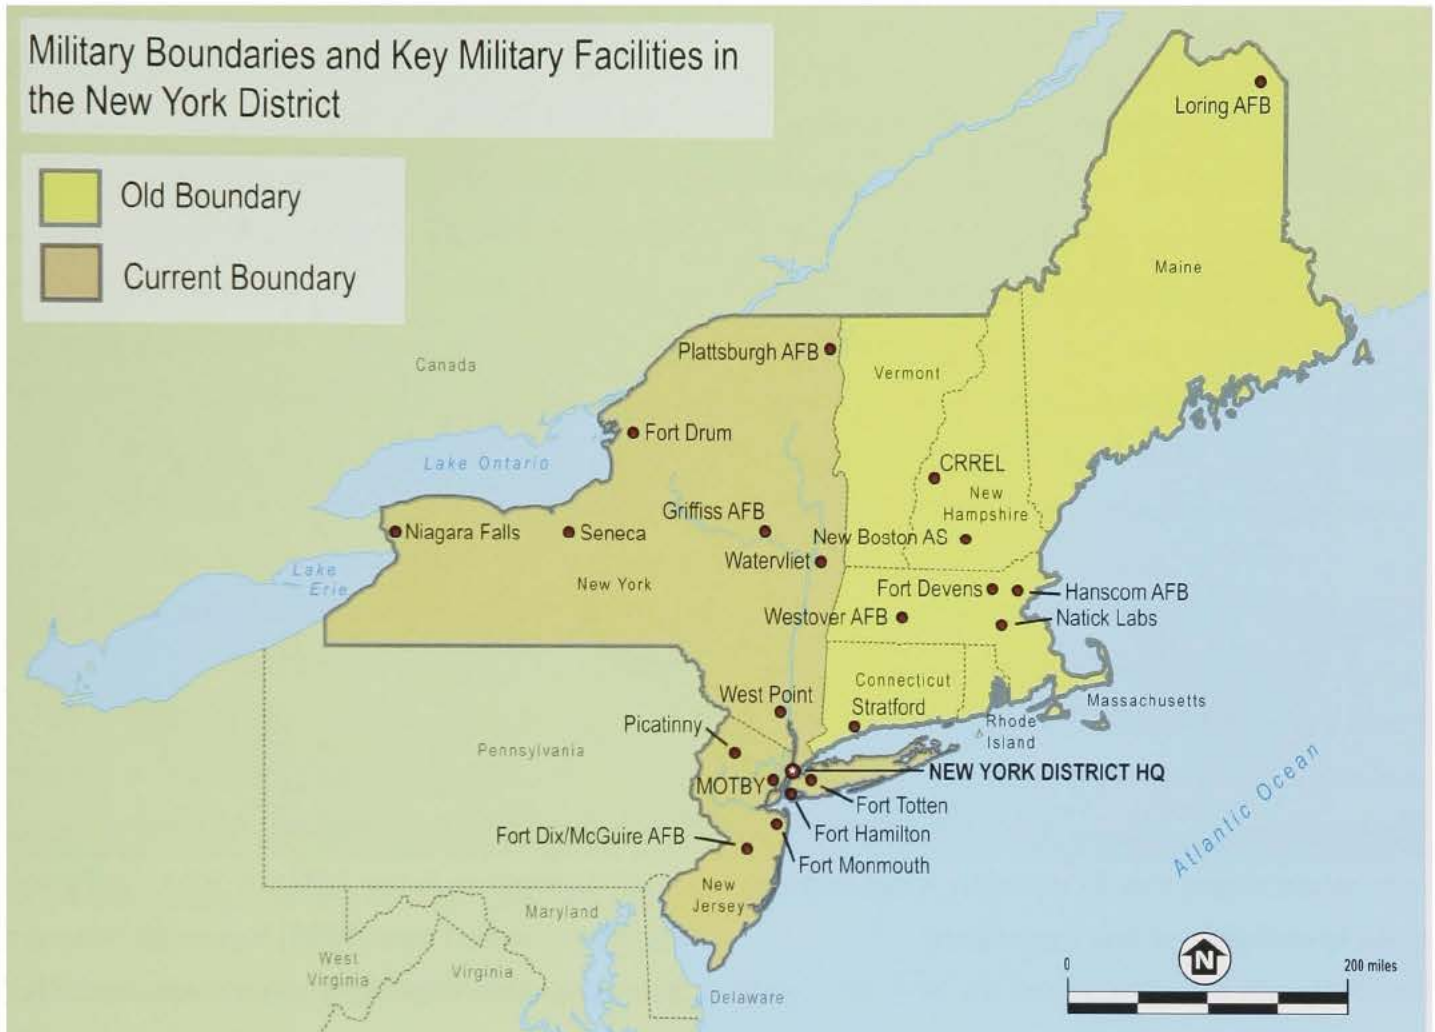 Military Boundaries and Key Military Facilities in
the New York District
Old Boundary
Current Boundary
Loring AFB
Maine
Canada
Plattsburgh AFB
Vermont
Fort Drum
Lake Ontario
CRREL
New
Hampshire
Griffiss AFB
Niagara Falls
Seneca
New Boston AS
Watervliet
New York
Lake
Erie
Fort Devens
Hanscom AFB
Westover AFB
Natick Labs
Connecticut
West Point
Stratford
Massachusetts
Rhode
Island
Picatinny
Pennsylvania
NEW YORK DISTRICT HQ
MOTBY
Fort Totten
Fort Hamilton
Fort Dix/McGuire AFB
Fort Monmouth
Atlantic Ocean
New
Jersey
Maryland
West
Virginia
Virginia
Delaware
N
0
200 miles